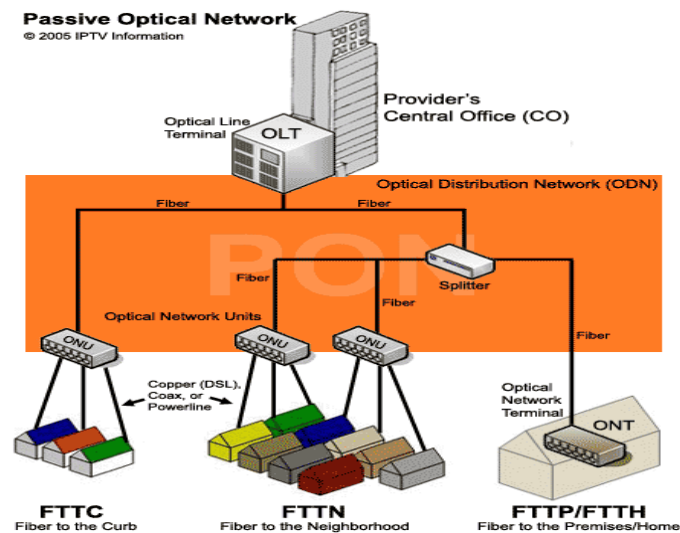 Passive Optical Network
© 2005 IPTV Information
Provider's
Central Office (CO)
Optical Line
Terminal
OLT
Optical Distribution Network (ODN)
Fiber
Fiber
PON
Splitter
Fiber
Fiber
Fiber
Optical Network Units
ONU
ONU
ONU
Copper (DSL),
Coax, or
Powerline
Optical
Network
Terminal
ONT
FTTC
Fiber to the Curb
FTTN
Fiber to the Neighborhood
FTTP/FTTH
Fiber to the Premises/Home